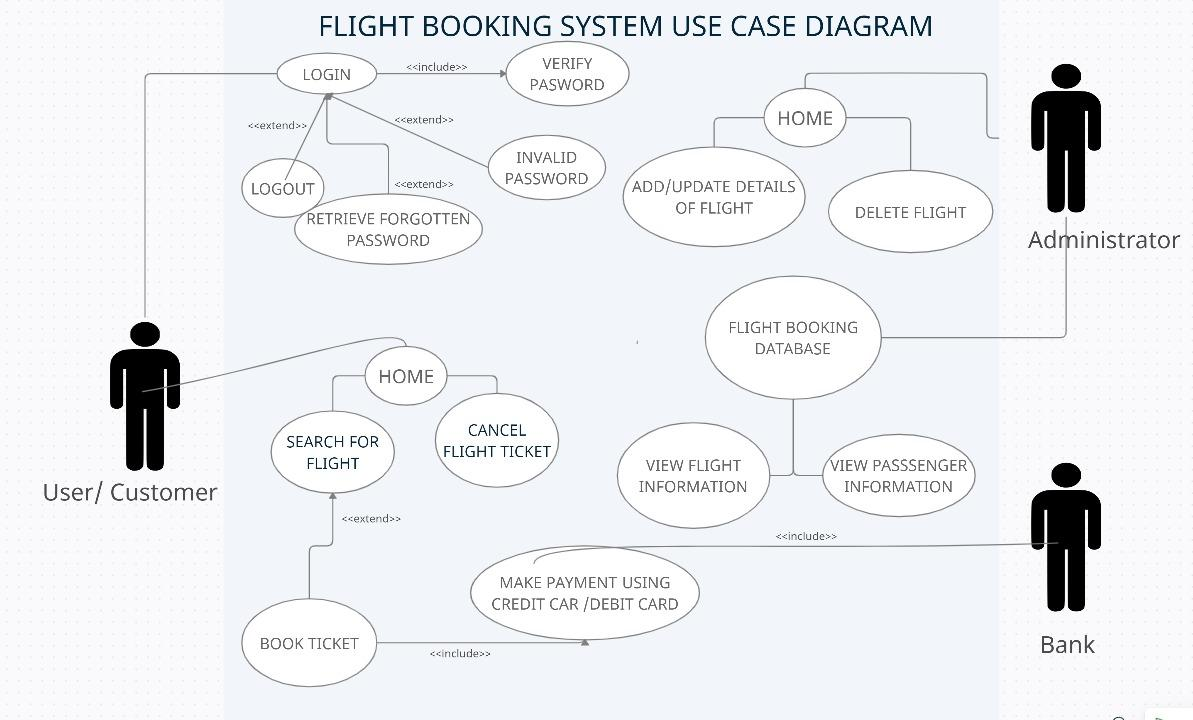 FLIGHT BOOKING SYSTEM USE CASE DIAGRAM
LOGIN
<<include>>
VERIFY
PASWORD
<<extend>>
<<extend>>
INVALID
PASSWORD
LOGOUT
<<extend>>
RETRIEVE FORGOTTEN
PASSWORD
HOME
ADD/UPDATE DETAILS
OF FLIGHT
DELETE FLIGHT
Administrator
FLIGHT BOOKING
DATABASE
HOME
SEARCH FOR
FLIGHT
CANCEL
FLIGHT TICKET
User/ Customer
VIEW FLIGHT
INFORMATION
VIEW PASSSENGER
INFORMATION
<<extend>>
<<include>>
MAKE PAYMENT USING
CREDIT CAR /DEBIT CARD
BOOK TICKET
<<include>>
Bank